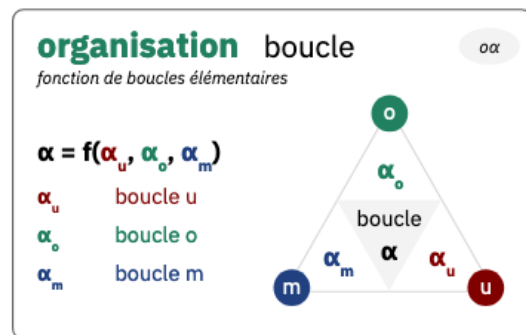 organisation boucle
oα
fonction de boucles élémentaires
α = f(αu, αo, αm)
αu boucle u
αo boucle o
αm boucle m
o
αo
boucle
α
αm
αu
m
u